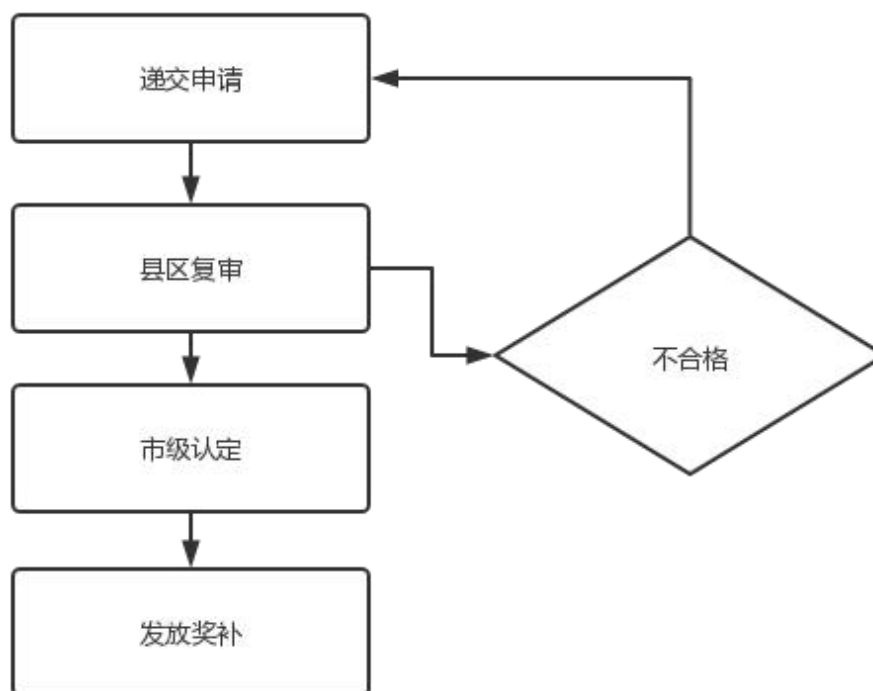 递交申请
县区复审
不合格
市级认定
发放奖补